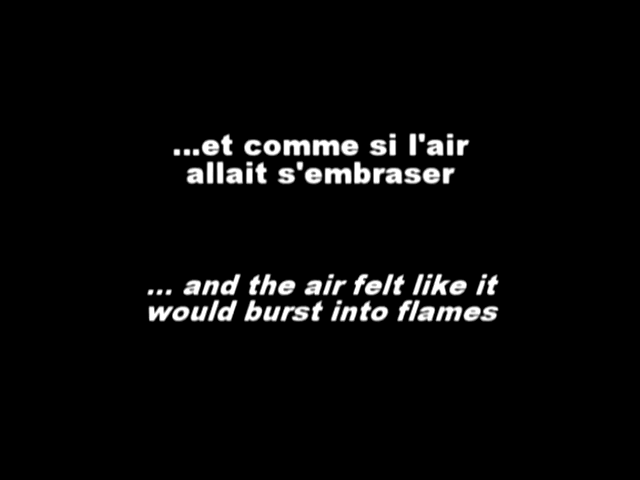 ...et comme si l'air
allait s'embraser
... and the air felt like it
would burst into flames